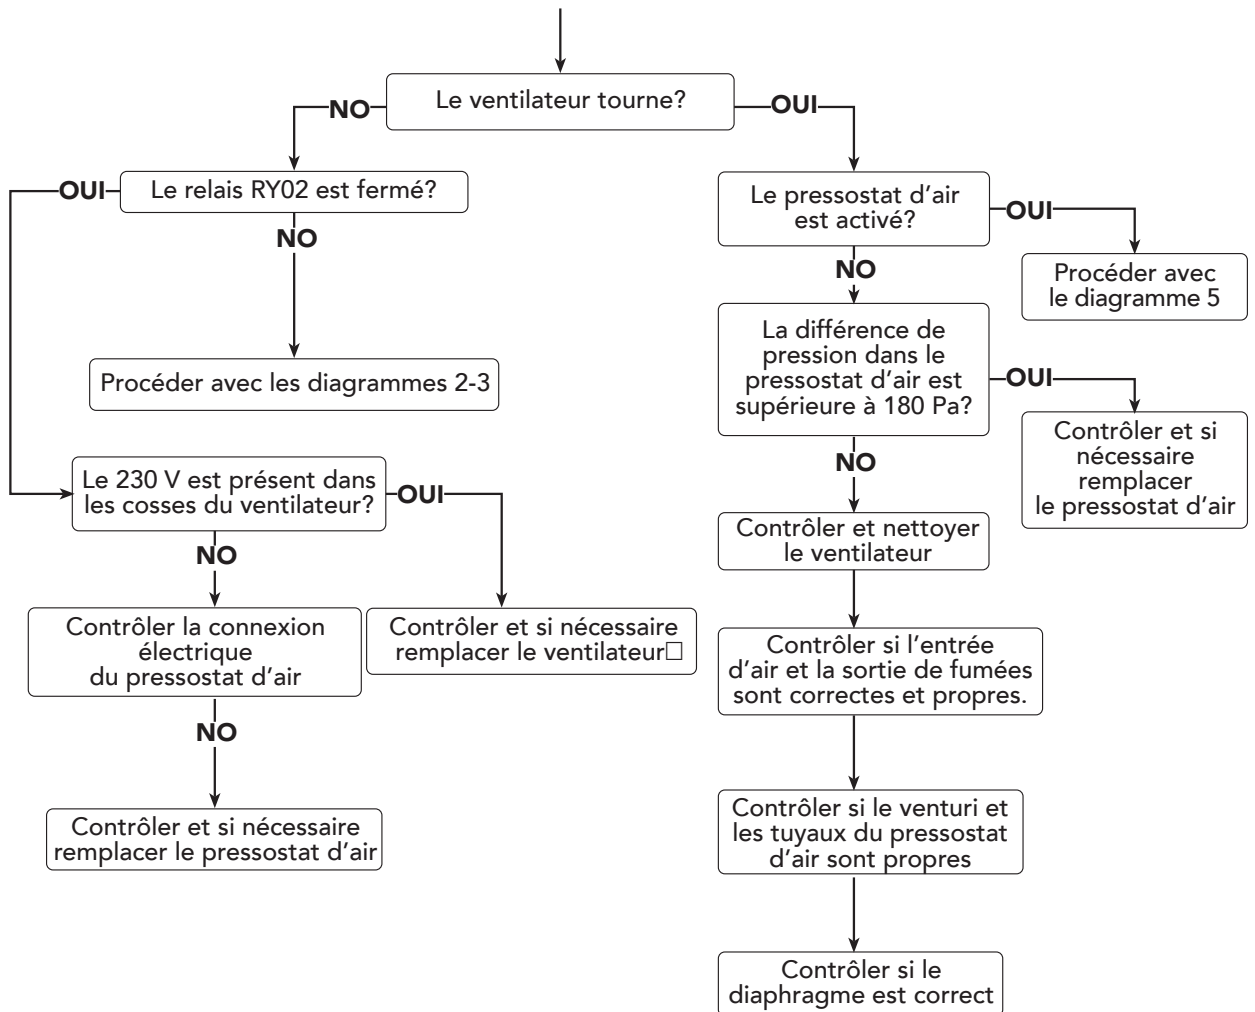 Le ventilateur tourne?
NO
OUI
Le relais RY02 est fermé?
OUI
NO
Procéder avec les diagrammes 2-3
Le 230 V est présent dans
les cosses du ventilateur?
OUI
NO
Contrôler la connexion
électrique
du pressostat d'air
Contrôler et si nécessaire
remplacer le ventilateur□
NO
Contrôler et si nécessaire
remplacer le pressostat d'air
Le pressostat d'air
est activé?
OUI
NO
Procéder avec
le diagramme 5
La différence de
pression dans le
pressostat d'air est
supérieure à 180 Pa?
OUI
NO
Contrôler et si
nécessaire
remplacer
le pressostat d'air
Contrôler et nettoyer
le ventilateur
Contrôler si l'entrée
d'air et la sortie de fumées
sont correctes et propres.
Contrôler si le venturi et
les tuyaux du pressostat
d'air sont propres
Contrôler si le
diaphragme est correct